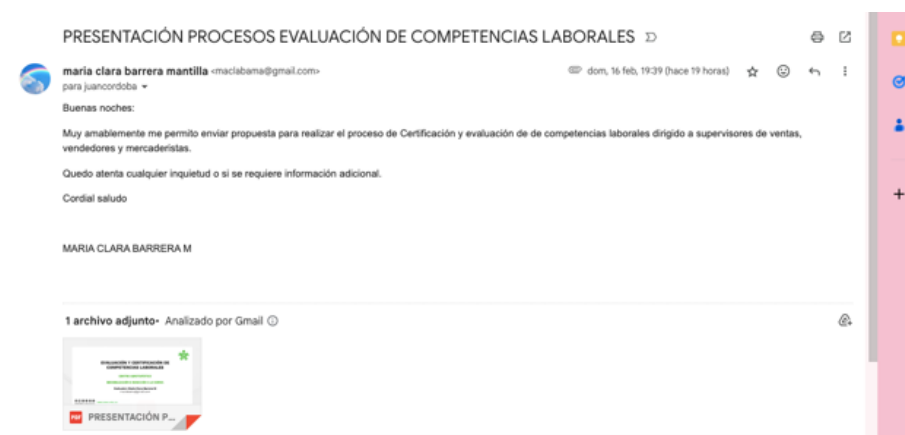 PRESENTACIÓN PROCESOS EVALUACIÓN DE COMPETENCIAS LABORALES
maria clara barrera mantilla <maclabama@gmail.com>
dom, 16 feb, 19:39 (hace 19 horas)
para juancordoba
Buenas noches:
Muy amablemente me permito enviar propuesta para realizar el proceso de Certificación y evaluación de de competencias laborales dirigido a supervisores de ventas,
vendedores y mercaderistas.
Quedo atenta cualquier inquietud o si se requiere información adicional.
Cordial saludo
MARIA CLARA BARRERA M
1 archivo adjunto• Analizado por Gmail
EVALUACIÓN Y CERTIFICACIÓN DE
COMPETENCIAS LABORALES
PDF
PRESENTACIÓN P...